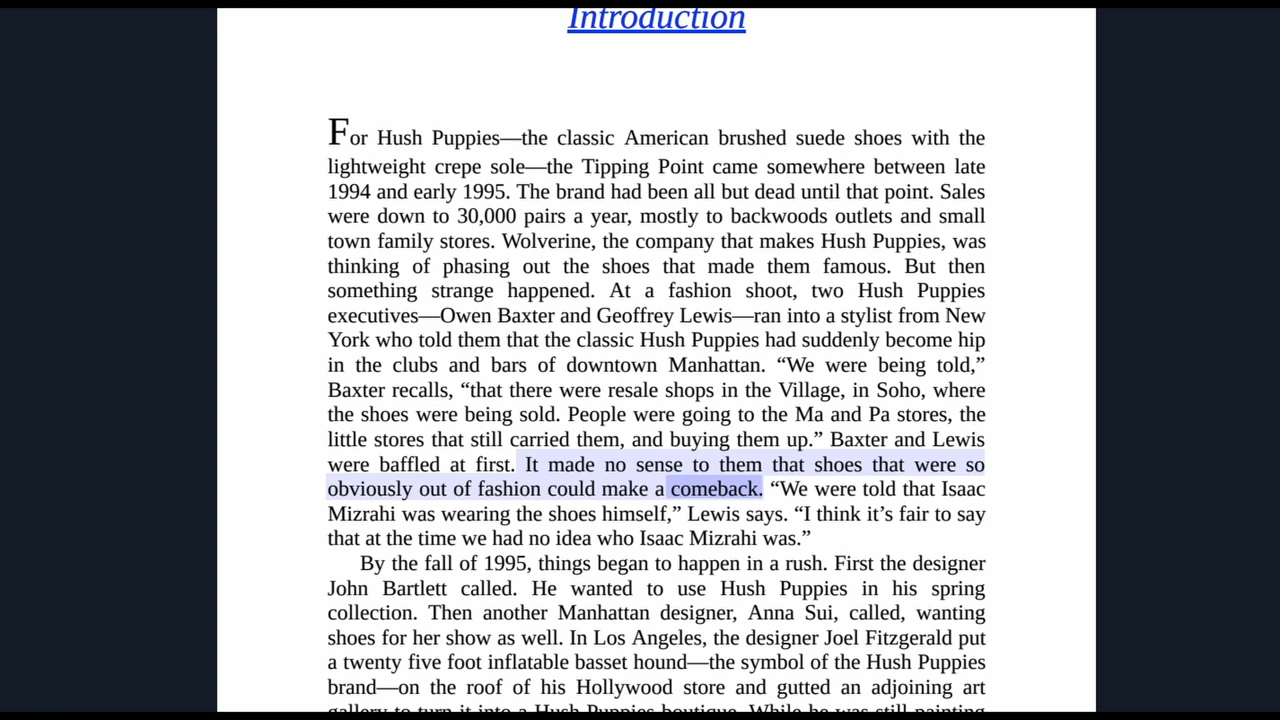 Introduction
For Hush Puppies—the classic American brushed suede shoes with the
lightweight crepe sole—the Tipping Point came somewhere between late
1994 and early 1995. The brand had been all but dead until that point. Sales
were down to 30,000 pairs a year, mostly to backwoods outlets and small
town family stores. Wolverine, the company that makes Hush Puppies, was
thinking of phasing out the shoes that made them famous. But then
something strange happened. At a fashion shoot, two Hush Puppies
executives—Owen Baxter and Geoffrey Lewis—ran into a stylist from New
York who told them that the classic Hush Puppies had suddenly become hip
in the clubs and bars of downtown Manhattan. “We were being told,”
Baxter recalls, “that there were resale shops in the Village, in Soho, where
the shoes were being sold. People were going to the Ma and Pa stores, the
little stores that still carried them, and buying them up.” Baxter and Lewis
were baffled at first. It made no sense to them that shoes that were so
obviously out of fashion could make a comeback. “We were told that Isaac
Mizrahi was wearing the shoes himself,” Lewis says. “I think it’s fair to say
that at the time we had no idea who Isaac Mizrahi was.”
By the fall of 1995, things began to happen in a rush. First the designer
John Bartlett called. He wanted to use Hush Puppies in his spring
collection. Then another Manhattan designer, Anna Sui, called, wanting
shoes for her show as well. In Los Angeles, the designer Joel Fitzgerald put
a twenty five foot inflatable basset hound—the symbol of the Hush Puppies
brand—on the roof of his Hollywood store and gutted an adjoining art
gallery to turn it into a Hush Puppies boutique. While he was still painting